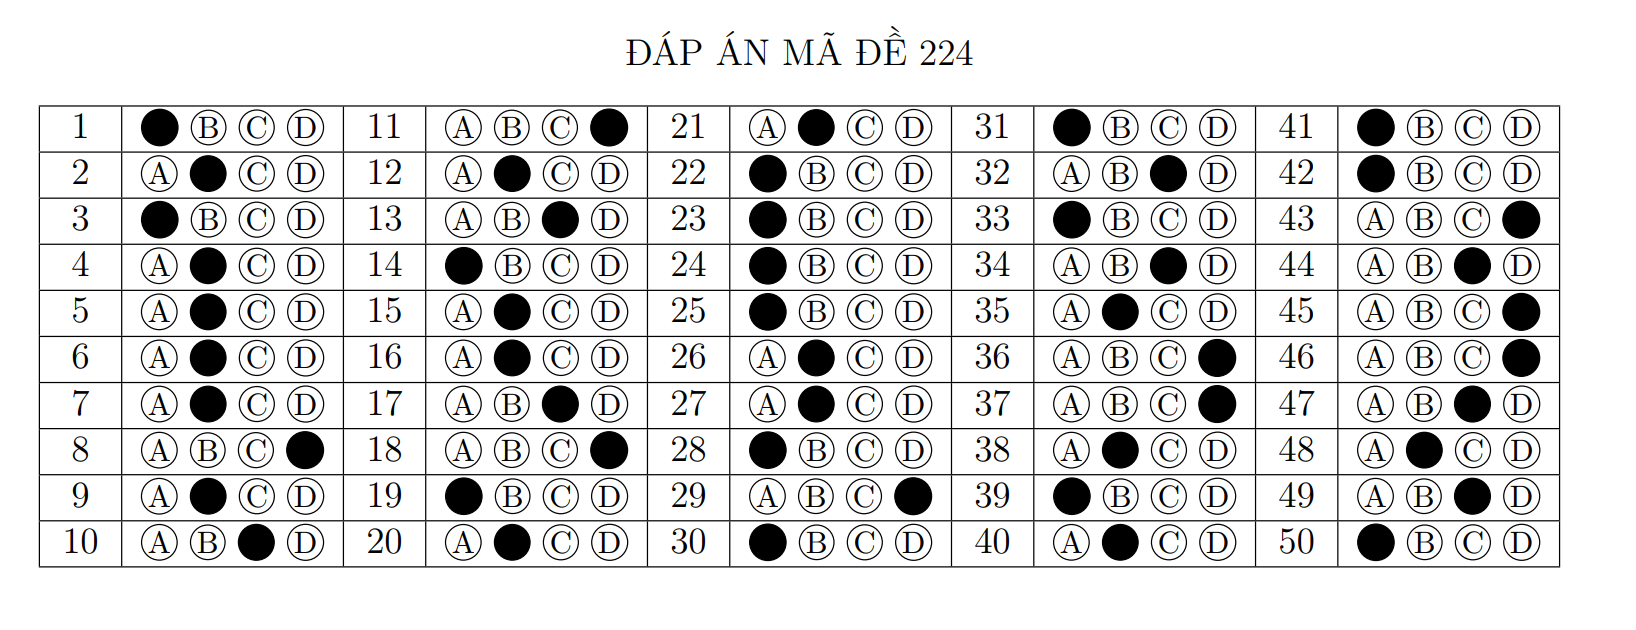 ĐÁP ÁN MÃ ĐỀ 224
1 ● B C D 11 A B C ● 21 A ● C D 31 ● B C D 41 ● B C D
2 A ● C D 12 A ● C D 22 ● B C D 32 A B ● D 42 ● B C D
3 ● B C D 13 A B ● D 23 ● B C D 33 ● B C D 43 A B C ●
4 A ● C D 14 ● B C D 24 ● B C D 34 A B ● D 44 A B ● D
5 A ● C D 15 A ● C D 25 ● B C D 35 A ● C D 45 A B C ●
6 A ● C D 16 A ● C D 26 A ● C D 36 A B C ● 46 A B C ●
7 A ● C D 17 A B ● D 27 A ● C D 37 A B C ● 47 A B ● D
8 A B C ● 18 A B C ● 28 ● B C D 38 A ● C D 48 A ● C D
9 A ● C D 19 ● B C D 29 A B C ● 39 ● B C D 49 A B ● D
10 A B ● D 20 A ● C D 30 ● B C D 40 A ● C D 50 ● B C D